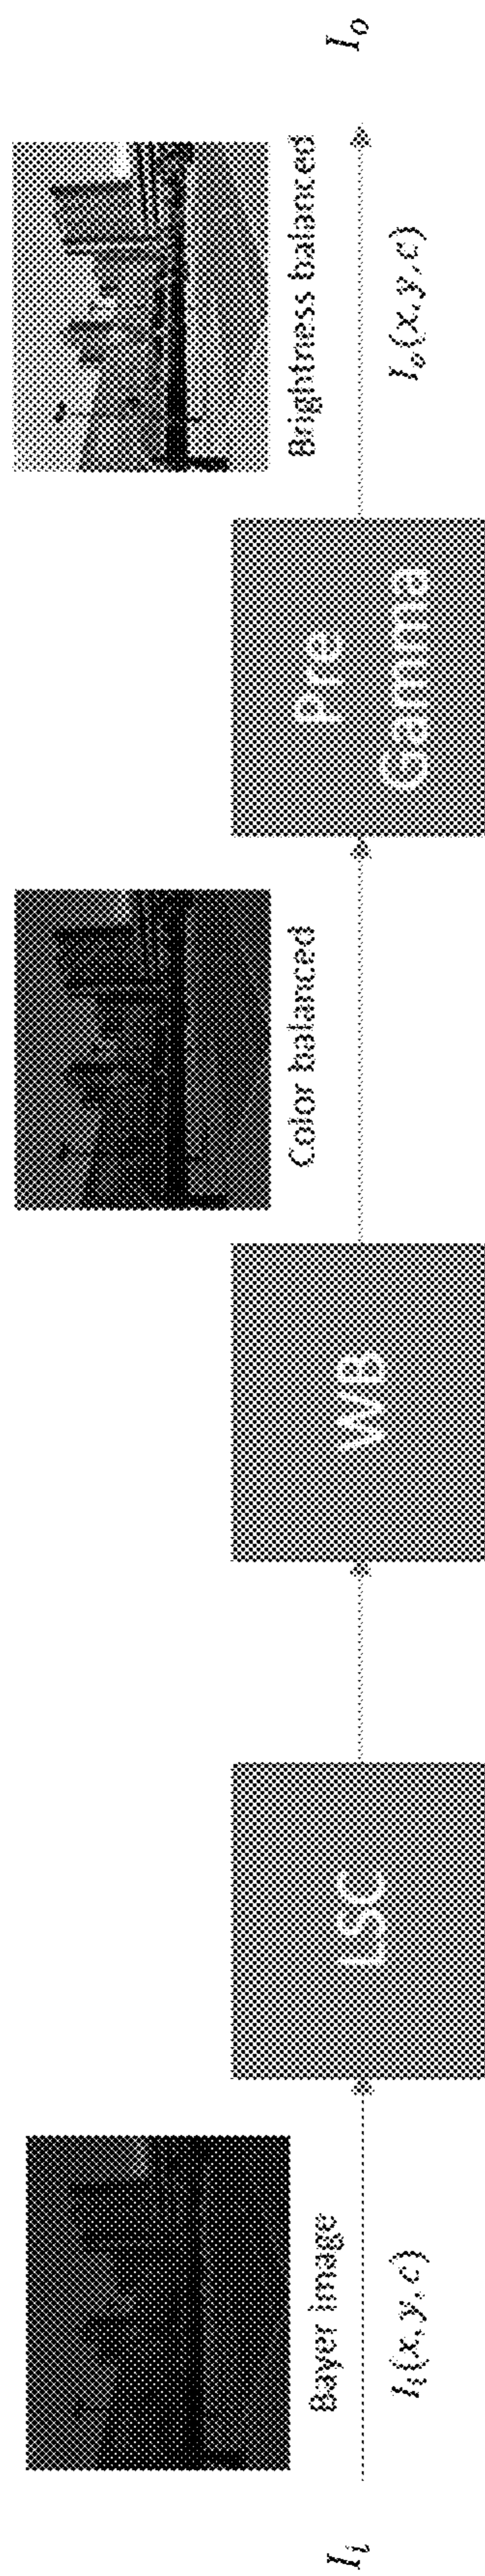 I_i
Bayer image
I_i(x,y,c)
LSC
WB
Color balanced
Pre
Gamma
Brightness balanced
I_o(x,y,c)
I_o